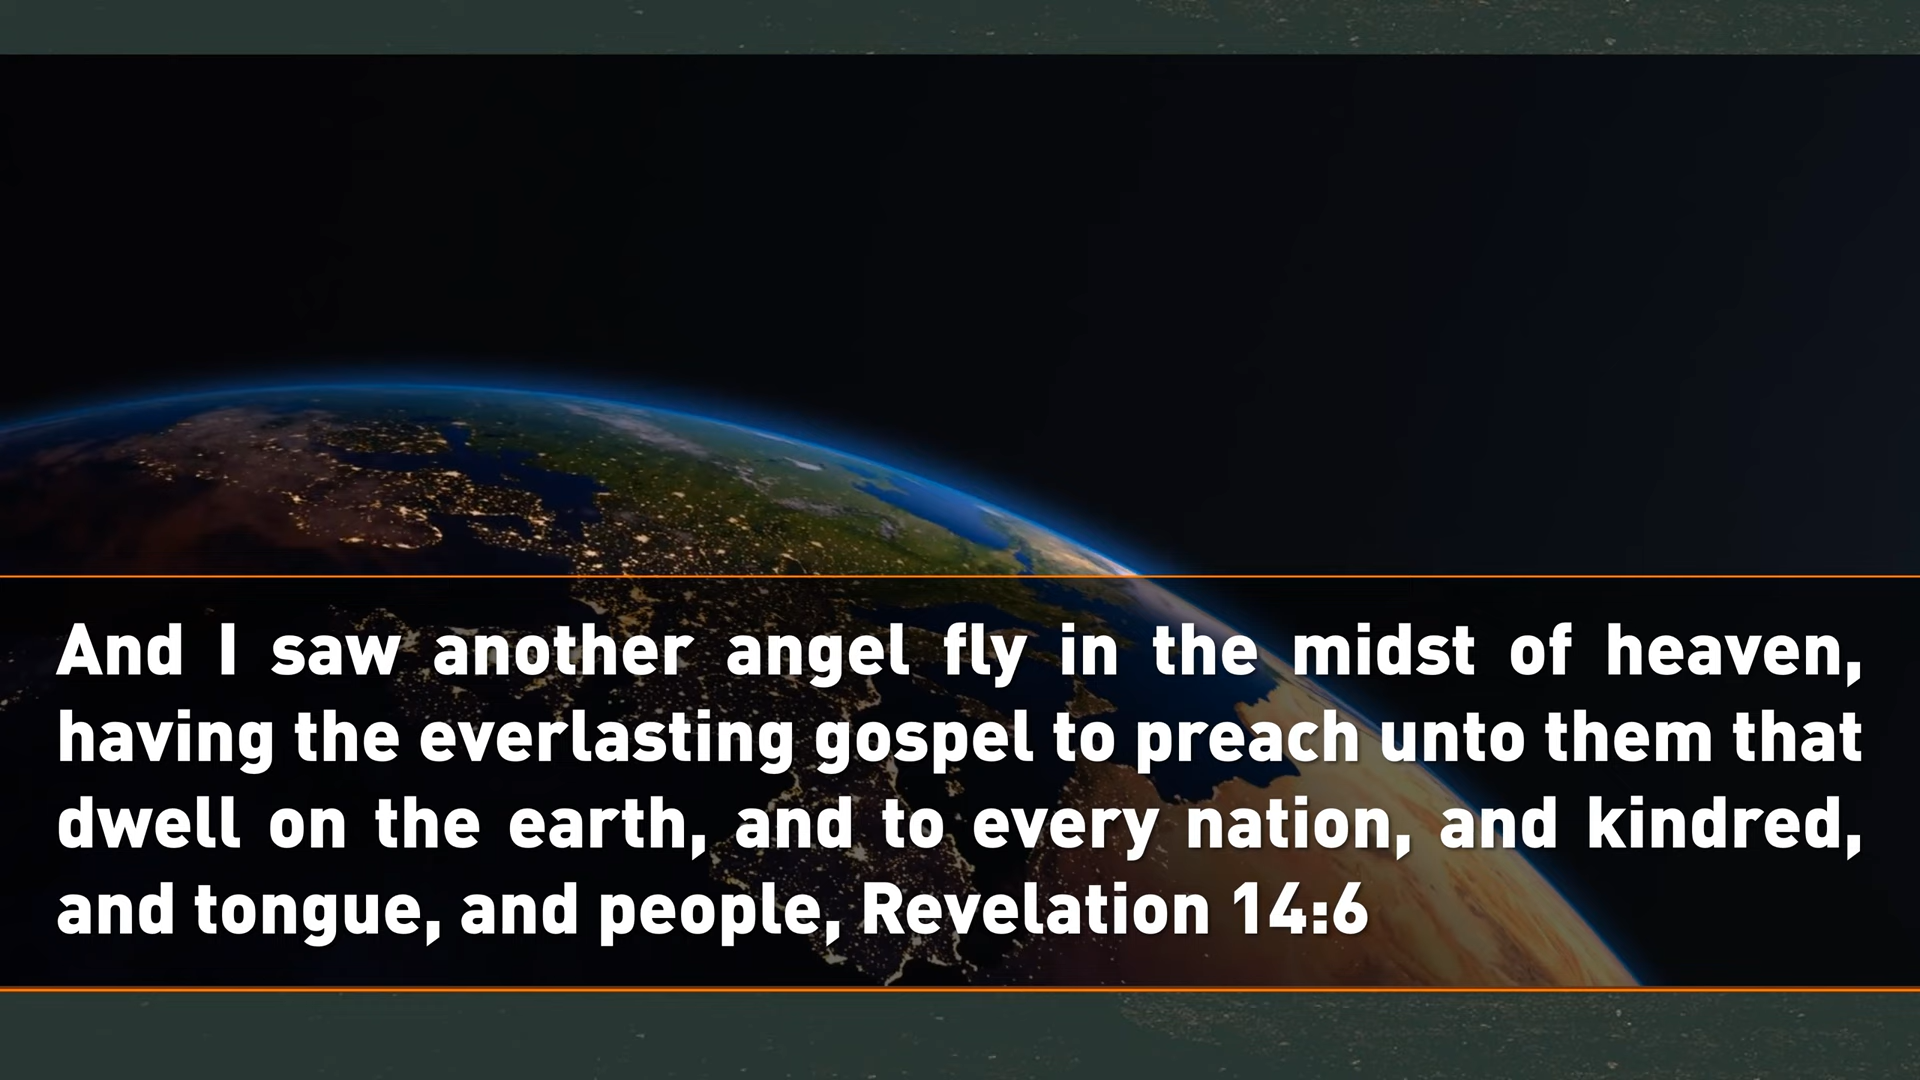 And I saw another angel fly in the midst of heaven,
having the everlasting gospel to preach unto them that
dwell on the earth, and to every nation, and kindred,
and tongue, and people, Revelation 14:6